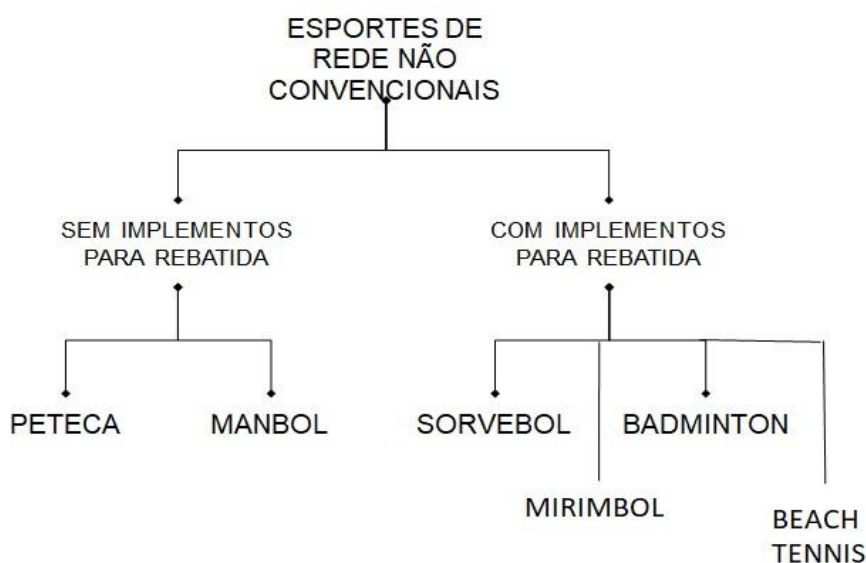 ESPORTES DE
REDE NÃO
CONVENCIONAIS
SEM IMPLEMENTOS
PARA REBATIDA
COM IMPLEMENTOS
PARA REBATIDA
PETECA
MANBOL
SORVEBOL
BADMINTON
MIRIMBOL
BEACH
TENNIS